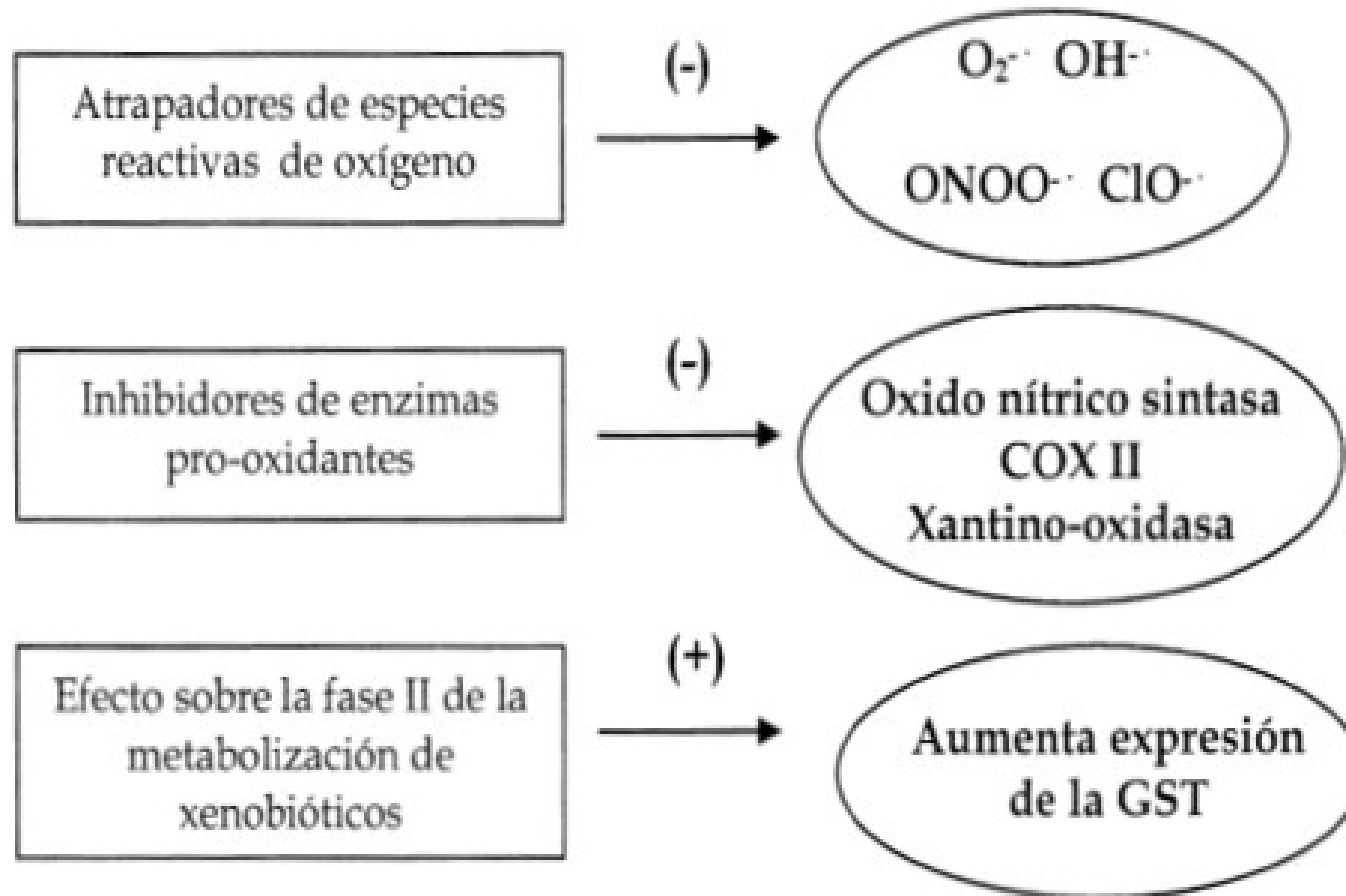 Atrapadores de especies
reactivas de oxígeno
(-)
O₂⁻· OH⁻·
ONOO⁻· ClO⁻·
Inhibidores de enzimas
pro-oxidantes
(-)
Oxido nítrico sintasa
COX II
Xantino-oxidasa
Efecto sobre la fase II de la
metabolización de
xenobióticos
(+)
Aumenta expresión
de la GST